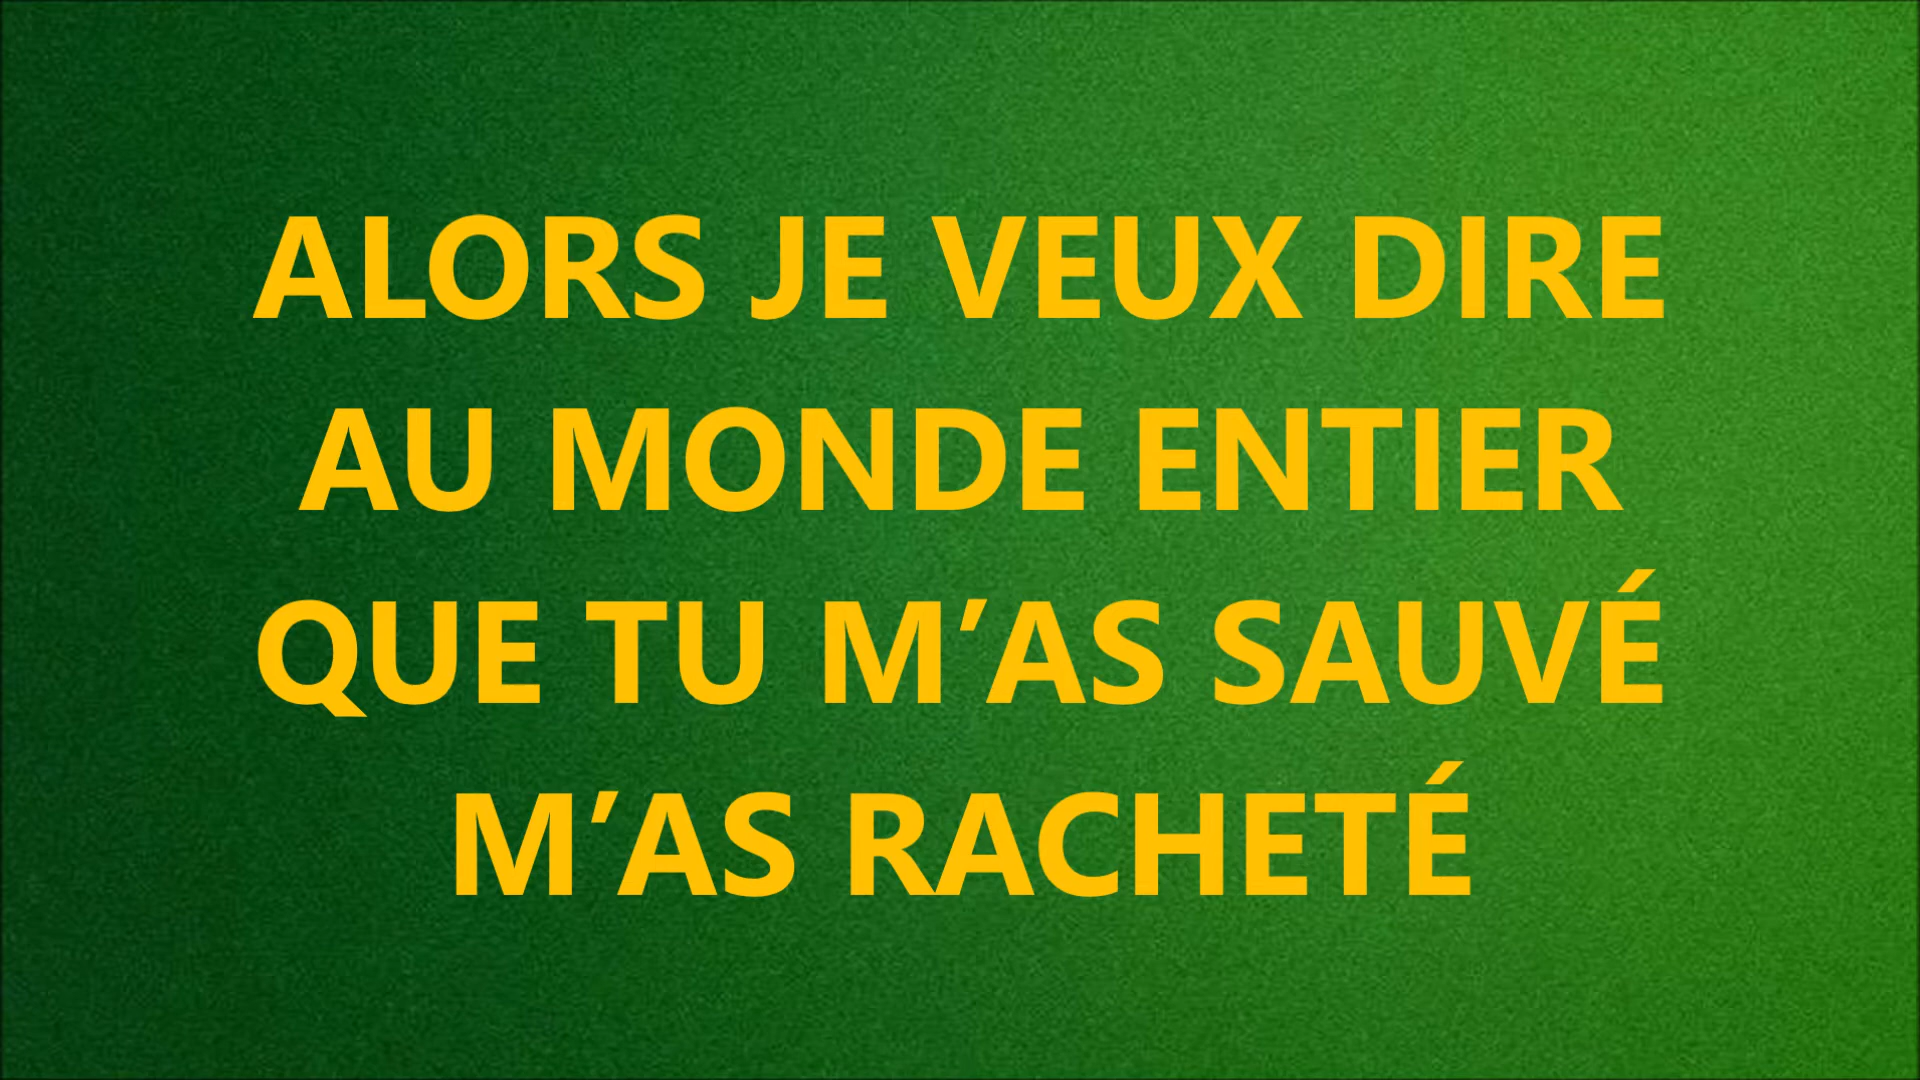 ALORS JE VEUX DIRE
AU MONDE ENTIER
QUE TU M’AS SAUVÉ
M’AS RACHETÉ